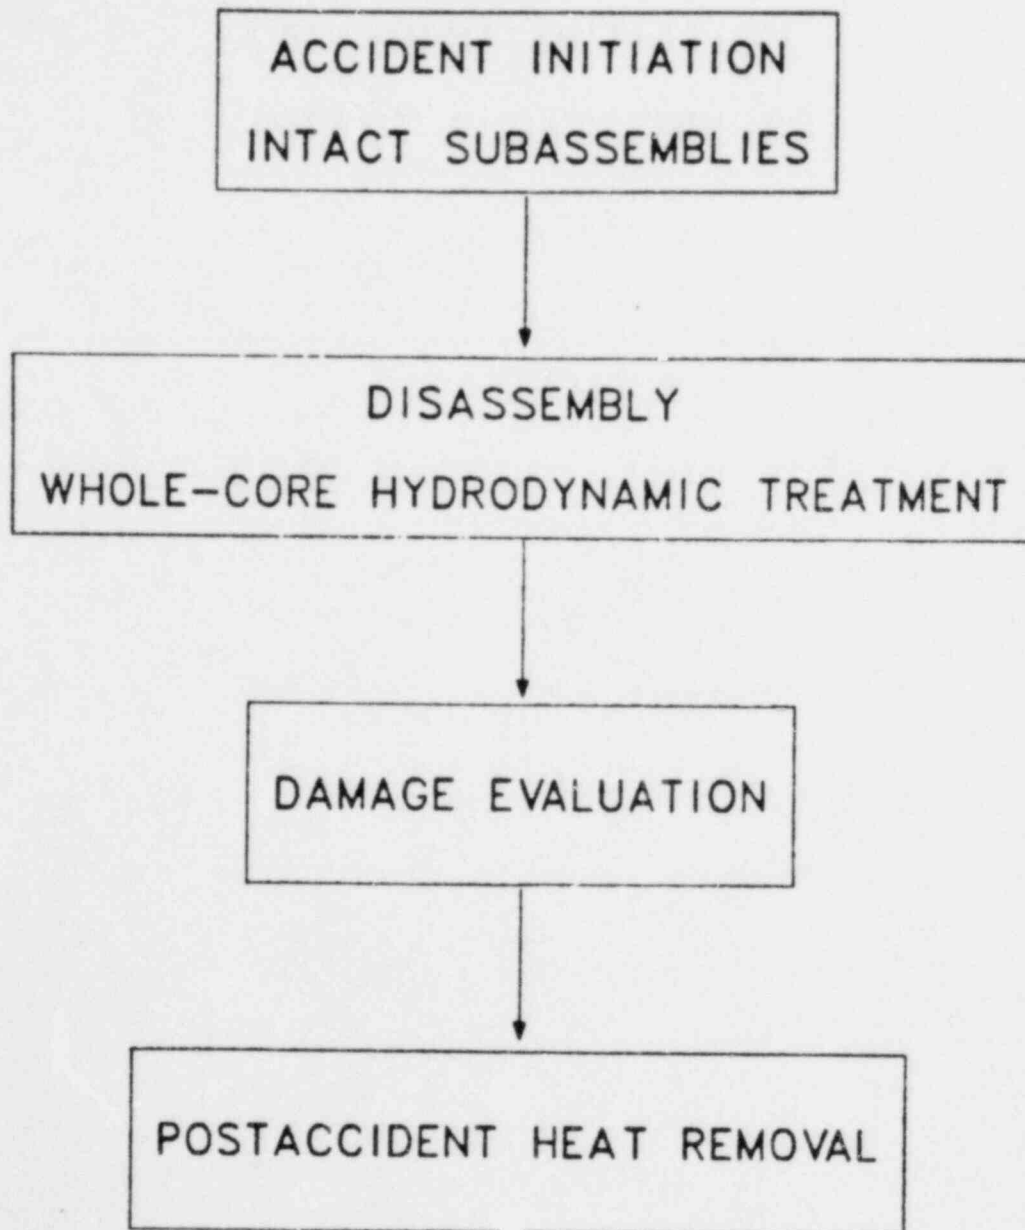 ACCIDENT INITIATION
INTACT SUBASSEMBLIES
DISASSEMBLY
WHOLE-CORE HYDRODYNAMIC TREATMENT
DAMAGE EVALUATION
POSTACCIDENT HEAT REMOVAL